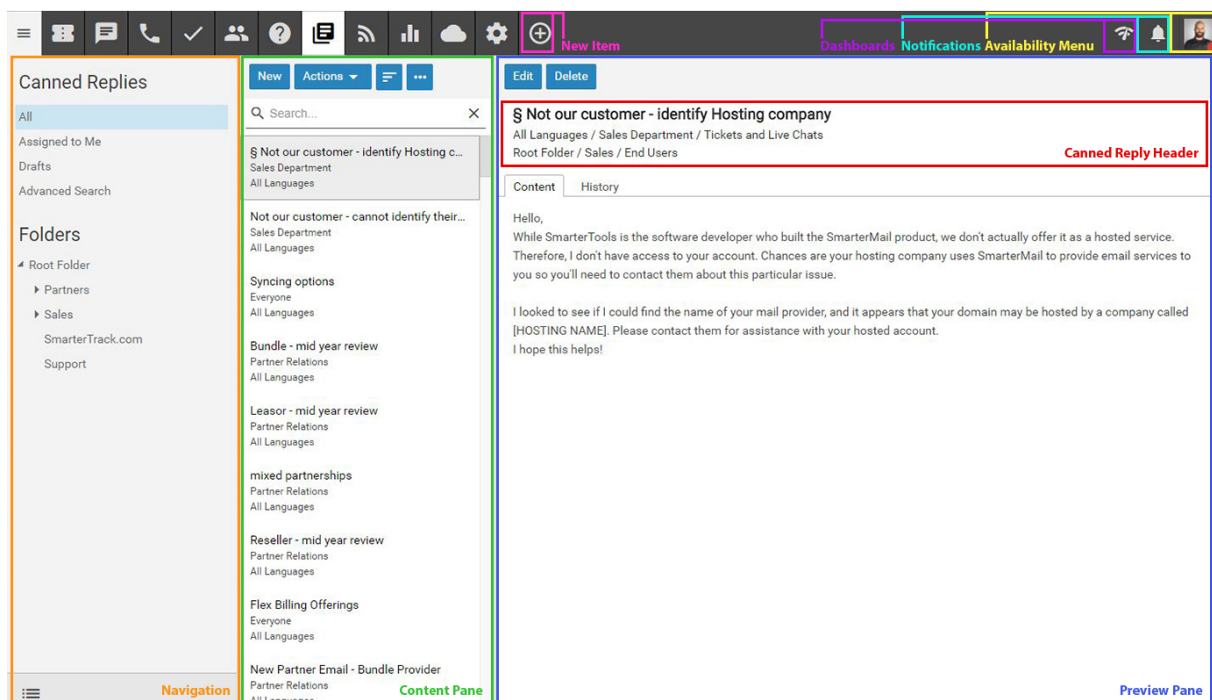 New Item
Dashboards Notifications Availability Menu
Canned Replies
All
Assigned to Me
Drafts
Advanced Search
Folders
Root Folder
Partners
Sales
SmarterTrack.com
Support
Navigation
New Actions ...
Search...
§ Not our customer - identify Hosting c...
Sales Department
All Languages
Not our customer - cannot identify their...
Sales Department
All Languages
Syncing options
Everyone
All Languages
Bundle - mid year review
Partner Relations
All Languages
Leasor - mid year review
Partner Relations
All Languages
mixed partnerships
Partner Relations
All Languages
Reseller - mid year review
Partner Relations
All Languages
Flex Billing Offerings
Everyone
All Languages
New Partner Email - Bundle Provider
Partner Relations
All Languages
Content Pane
Edit Delete
§ Not our customer - identify Hosting company
All Languages / Sales Department / Tickets and Live Chats
Root Folder / Sales / End Users
Canned Reply Header
Content History
Hello,
While SmarterTools is the software developer who built the SmarterMail product, we don't actually offer it as a hosted service.
Therefore, I don't have access to your account. Chances are your hosting company uses SmarterMail to provide email services to
you so you'll need to contact them about this particular issue.
I looked to see if I could find the name of your mail provider, and it appears that your domain may be hosted by a company called
[HOSTING NAME]. Please contact them for assistance with your hosted account.
I hope this helps!
Preview Pane